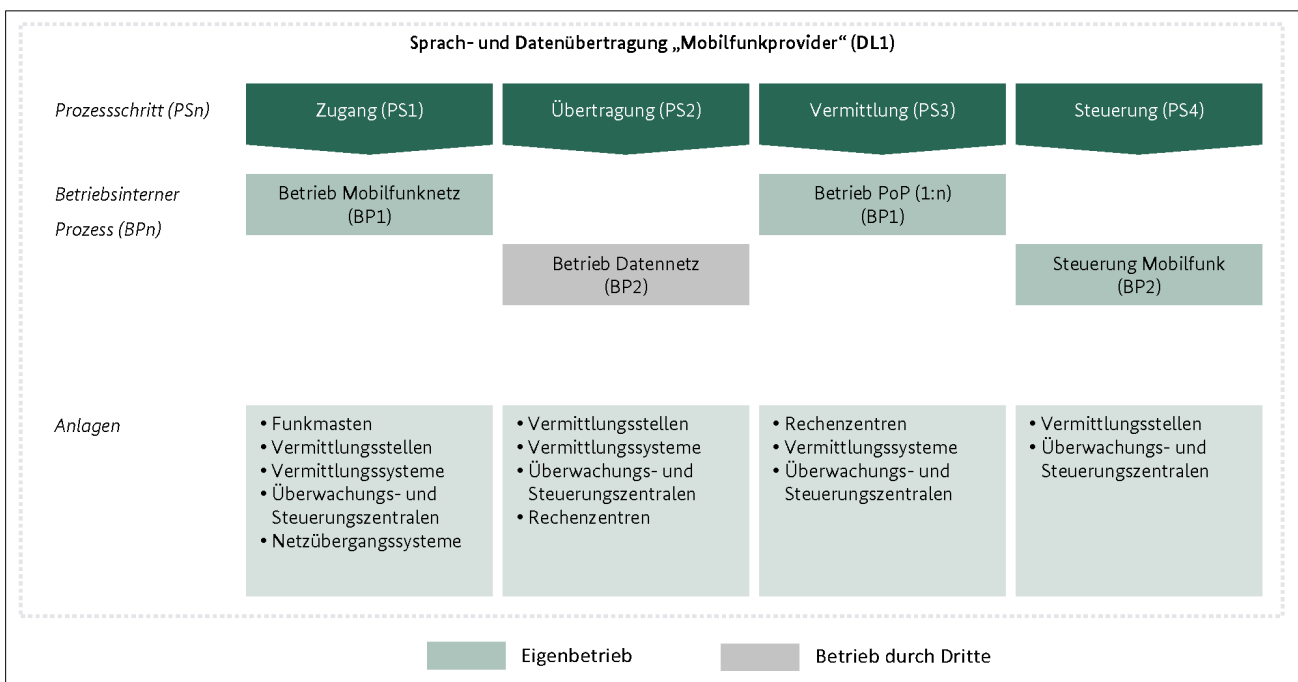 Sprach- und Datenübertragung „Mobilfunkprovider“ (DL1)
Prozessschritt (PSn)
Zugang (PS1)
Übertragung (PS2)
Vermittlung (PS3)
Steuerung (PS4)
Betriebsinterner
Prozess (BPn)
Betrieb Mobilfunknetz
(BP1)
Betrieb PoP (1:n)
(BP1)
Betrieb Datennetz
(BP2)
Steuerung Mobilfunk
(BP2)
Anlagen
• Funkmasten
• Vermittlungsstellen
• Vermittlungssysteme
• Überwachungs- und
Steuerungszentralen
• Netzübergangssysteme
• Vermittlungsstellen
• Vermittlungssysteme
• Überwachungs- und
Steuerungszentralen
• Rechenzentren
• Rechenzentren
• Vermittlungssysteme
• Überwachungs- und
Steuerungszentralen
• Vermittlungsstellen
• Überwachungs- und
Steuerungszentralen
Eigenbetrieb
Betrieb durch Dritte